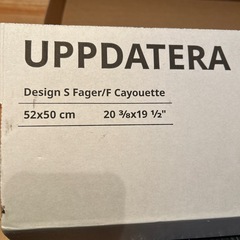 UPPDATERA
Design S Fager/F Cayouette
52x50 cm 20 ⅜x19 ½"